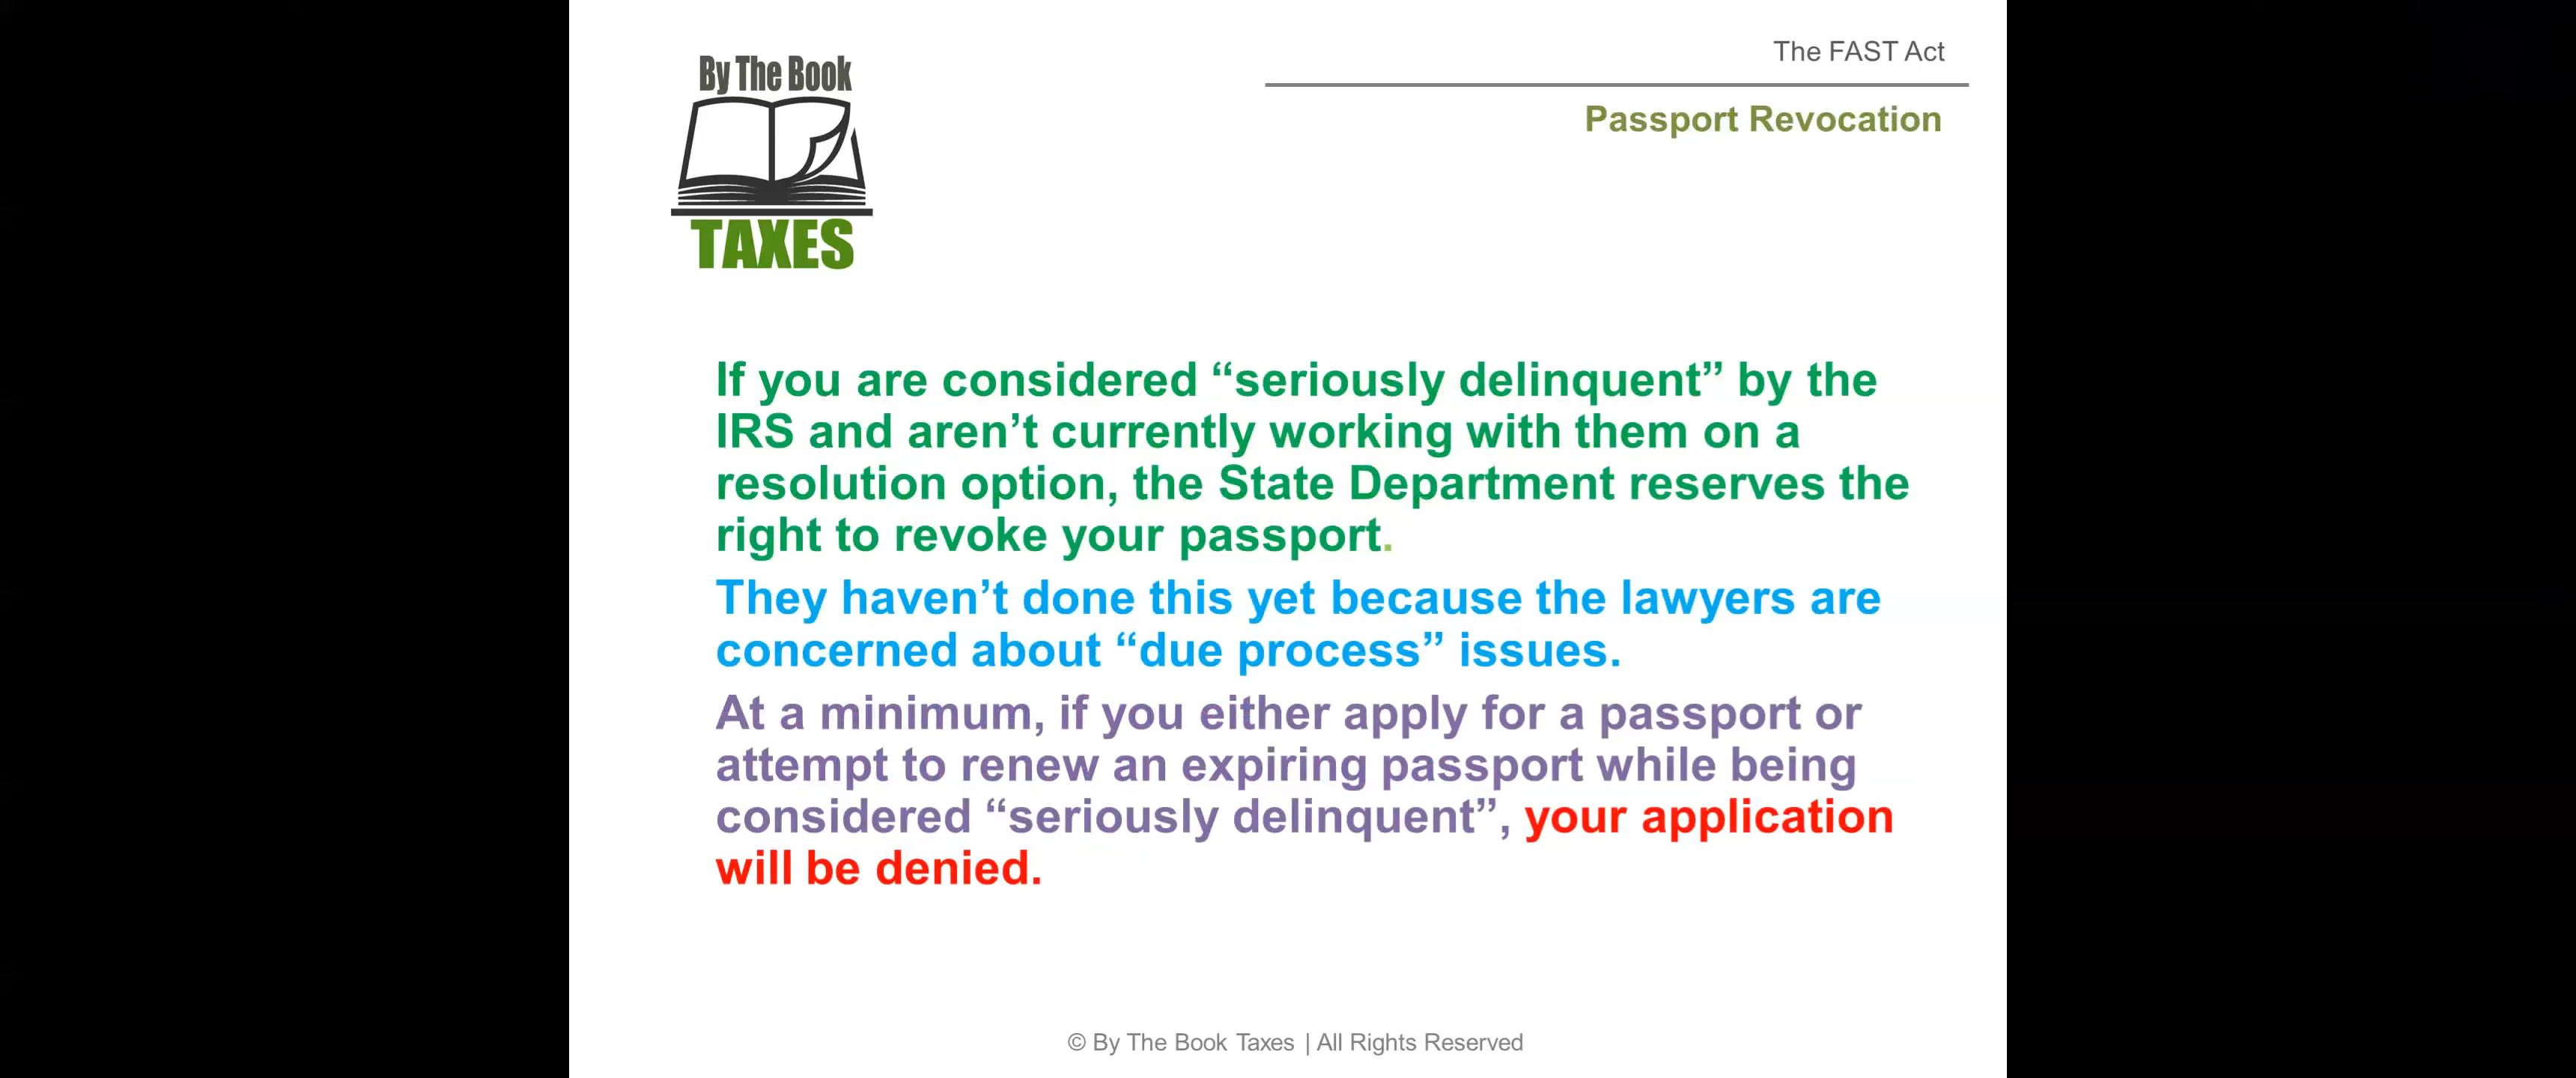 By The Book
TAXES
The FAST Act
Passport Revocation
If you are considered “seriously delinquent” by the
IRS and aren’t currently working with them on a
resolution option, the State Department reserves the
right to revoke your passport.
They haven’t done this yet because the lawyers are
concerned about “due process” issues.
At a minimum, if you either apply for a passport or
attempt to renew an expiring passport while being
considered “seriously delinquent”, your application
will be denied.
© By The Book Taxes | All Rights Reserved